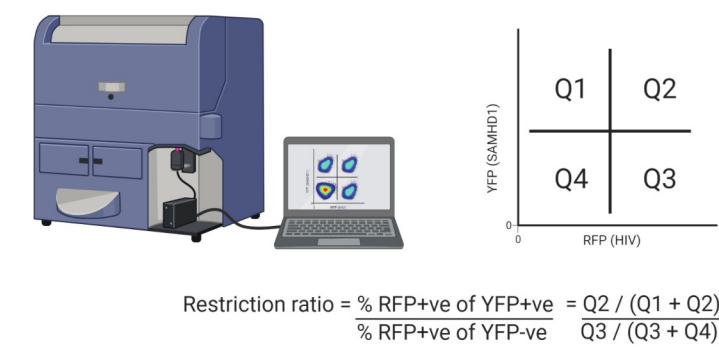 Q1 Q2
YFP (SAMHD1)
Q4 Q3
0
0
RFP (HIV)
Restriction ratio = % RFP+ve of YFP+ve = Q2 / (Q1 + Q2)
% RFP+ve of YFP-ve Q3 / (Q3 + Q4)